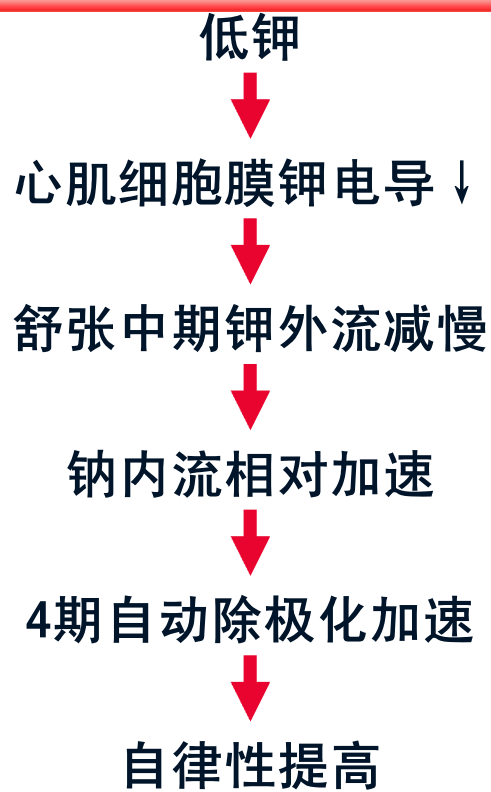 低钾
心肌细胞膜钾电导↓
舒张中期钾外流减慢
钠内流相对加速
4期自动除极化加速
自律性提高